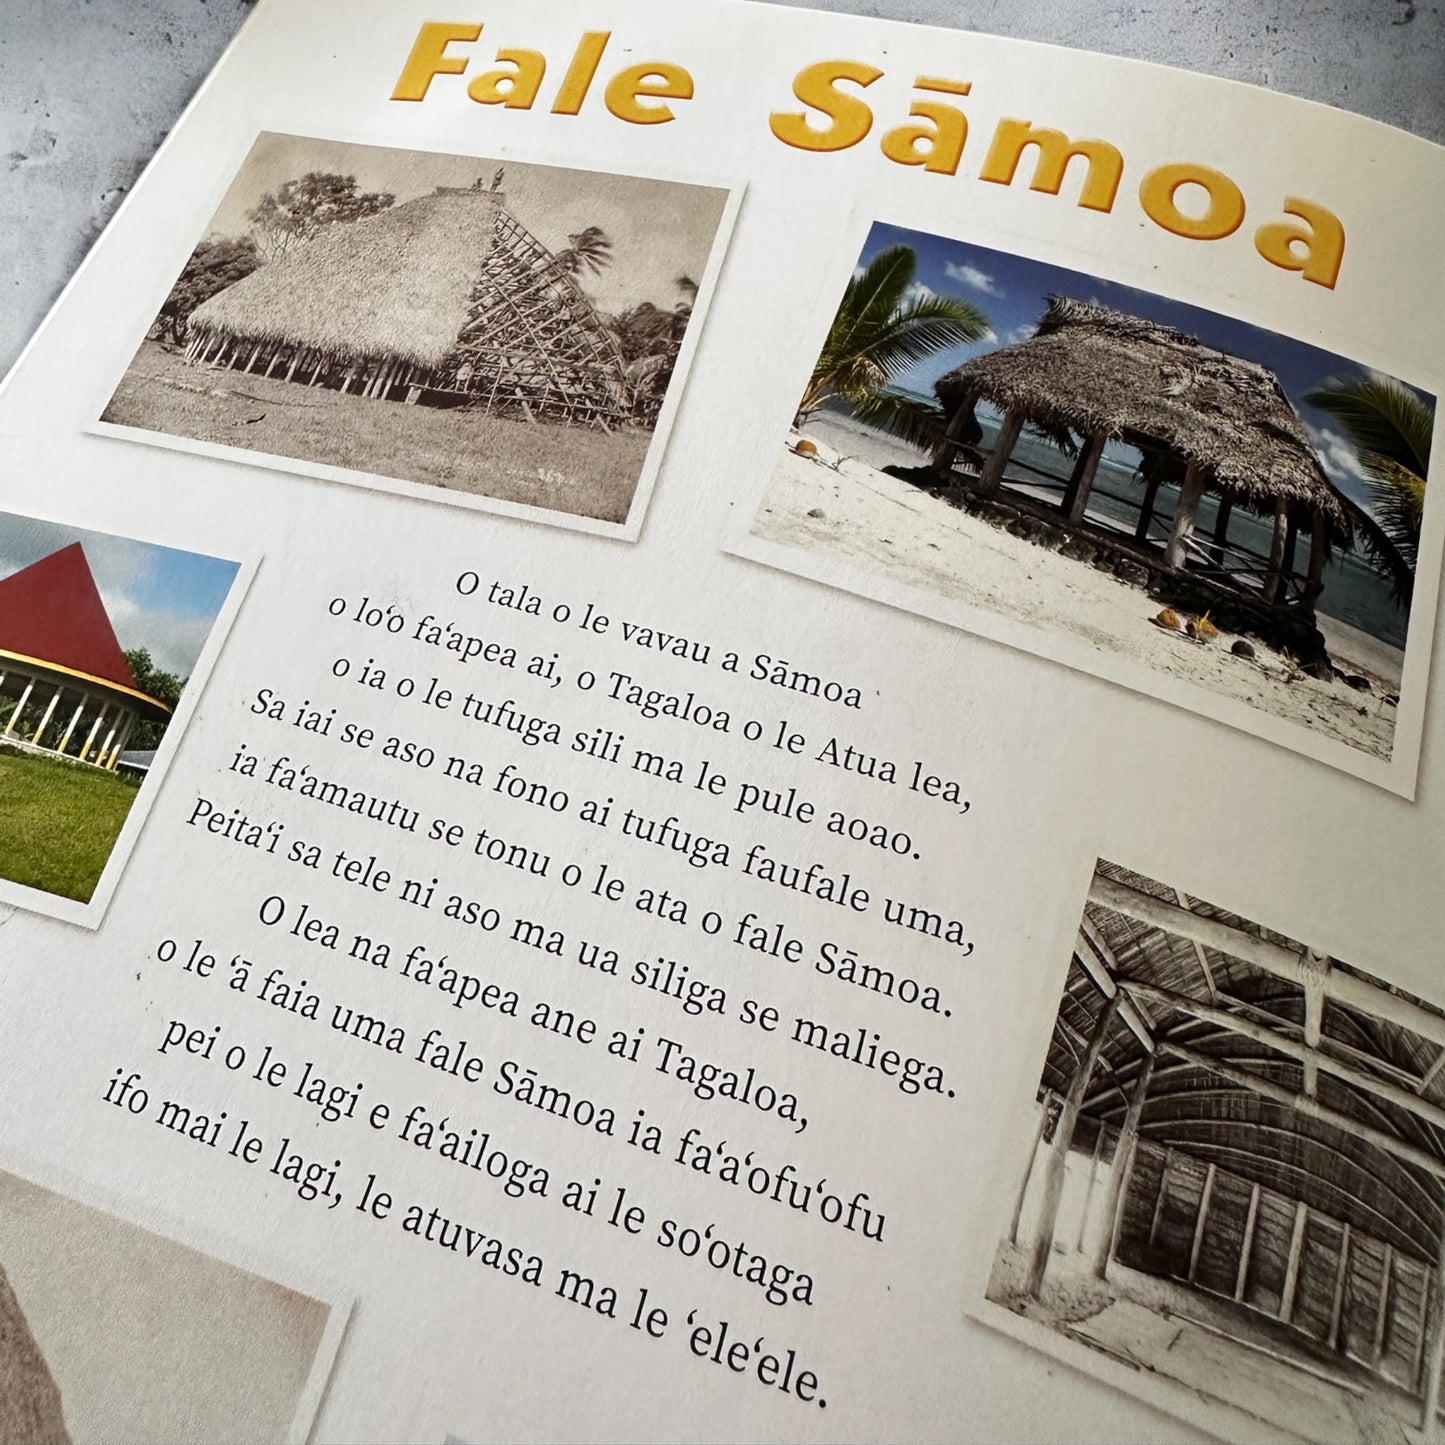 Fale Sāmoa
O tala o le vavau a Sāmoa
o lo‘o fa‘apea ai, o Tagaloa o le Atua lea,
o ia o le tufuga sili ma le pule aoao.
Sa iai se aso na fono ai tufuga faufale uma,
ia fa‘amautu se tonu o le ata o fale Sāmoa.
Peita‘i sa tele ni aso ma ua siliga se maliega.
O lea na fa‘apea ane ai Tagaloa,
o le ‘ā faia uma fale Sāmoa ia fa‘a‘ofu‘ofu
pei o le lagi e fa‘ailoga ai le so‘otaga
ifo mai le lagi, le atuvasa ma le ‘ele‘ele.